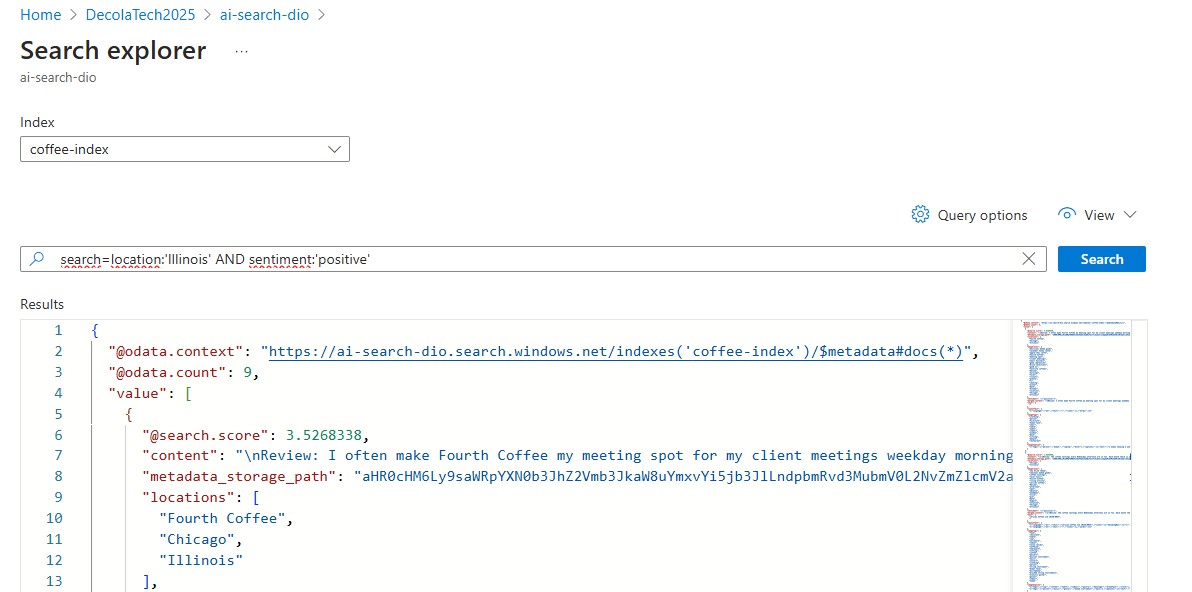 Home > DecolaTech2025 > ai-search-dio >
Search explorer ...
ai-search-dio
Index
coffee-index
Query options View
search=location:'Illinois' AND sentiment:'positive'
Search
Results
1 {
2 "@odata.context": "https://ai-search-dio.search.windows.net/indexes('coffee-index')/$metadata#docs(*)",
3 "@odata.count": 9,
4 "value": [
5 {
6 "@search.score": 3.5268338,
7 "content": "\nReview: I often make Fourth Coffee my meeting spot for my client meetings weekday morning
8 "metadata_storage_path": "aHR0cHM6Ly9saWRpYXN0b3JhZ2Vmb3JkaW8uYmxvYi5jb3JlLndpbmRvd3MubmV0L2NvZmZlcmV2a
9 "locations": [
10 "Fourth Coffee",
11 "Chicago",
12 "Illinois"
13 ],